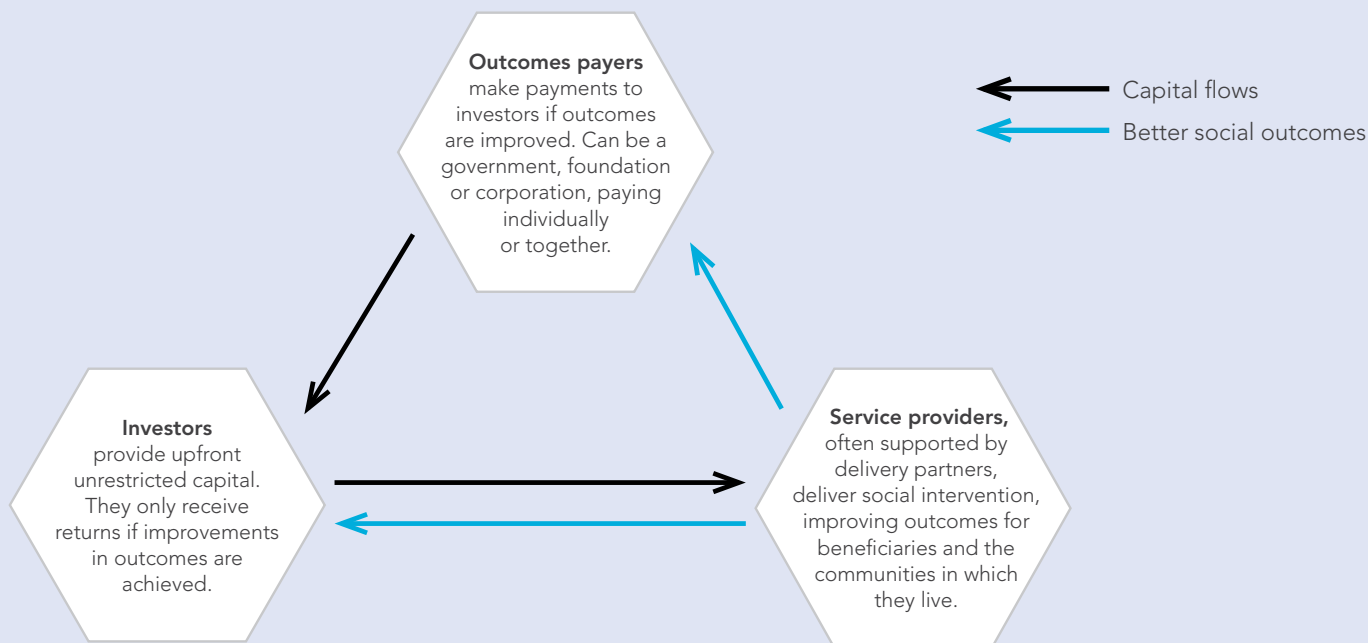 Outcomes payers
make payments to
investors if outcomes
are improved. Can be a
government, foundation
or corporation, paying
individually
or together.
Capital flows
Better social outcomes
Investors
provide upfront
unrestricted capital.
They only receive
returns if improvements
in outcomes are
achieved.
Service providers,
often supported by
delivery partners,
deliver social intervention,
improving outcomes for
beneficiaries and the
communities in which
they live.